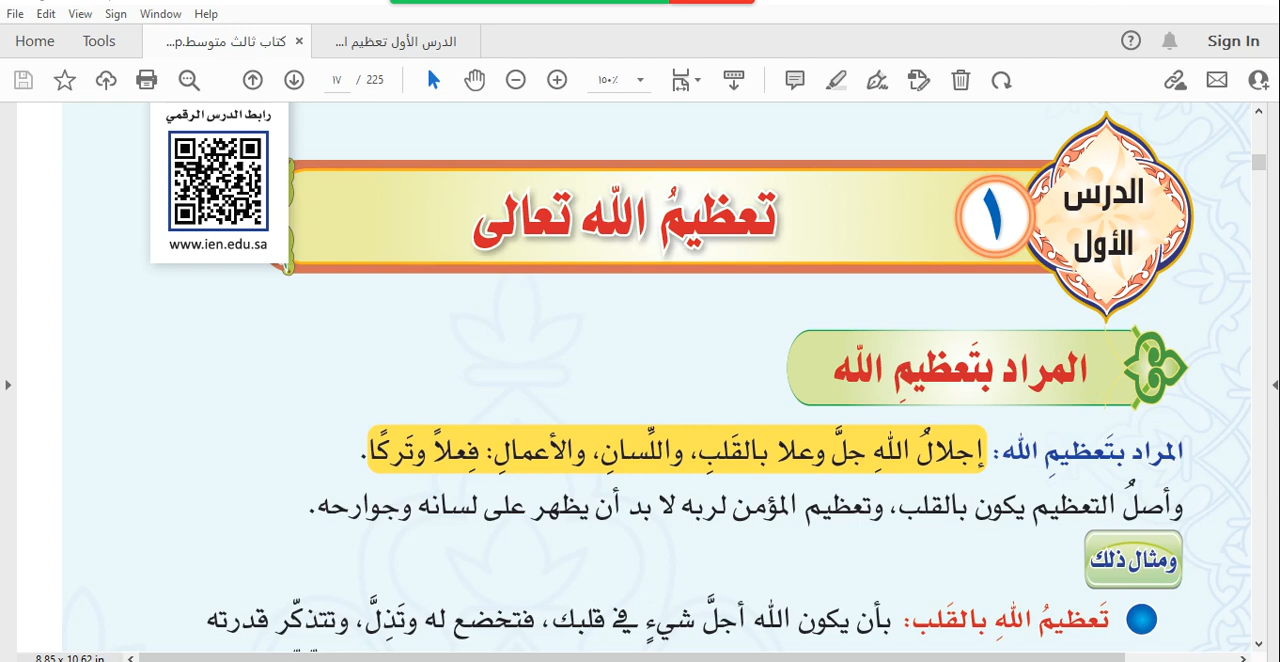 File Edit View Sign Window Help
Home Tools كتاب ثالث متوسط.p... × الدرس الأول تعظيم ا...
? Sign In
١٧ / 225 ١٥٠٪
رابط الدرس الرقمي
www.ien.edu.sa
الدرس
الأول
١
تعظيمُ الله تعالى
المراد بتَعظيمِ الله
المراد بتَعظيمِ الله: إجلالُ اللهِ جلَّ وعلا بالقَلبِ، واللِّسانِ، والأعمالِ: فِعلاً وتَركًا.
وأصلُ التعظيم يكون بالقلب، وتعظيم المؤمن لربه لا بد أن يظهر على لسانه وجوارحه.
ومثال ذلك
تَعظيمُ اللهِ بالقَلب: بأن يكون الله أجلَّ شيءٍ في قلبك، فتخضع له وتَذِلَّ، وتتذكّر قدرته
8.85 x 10.62 in